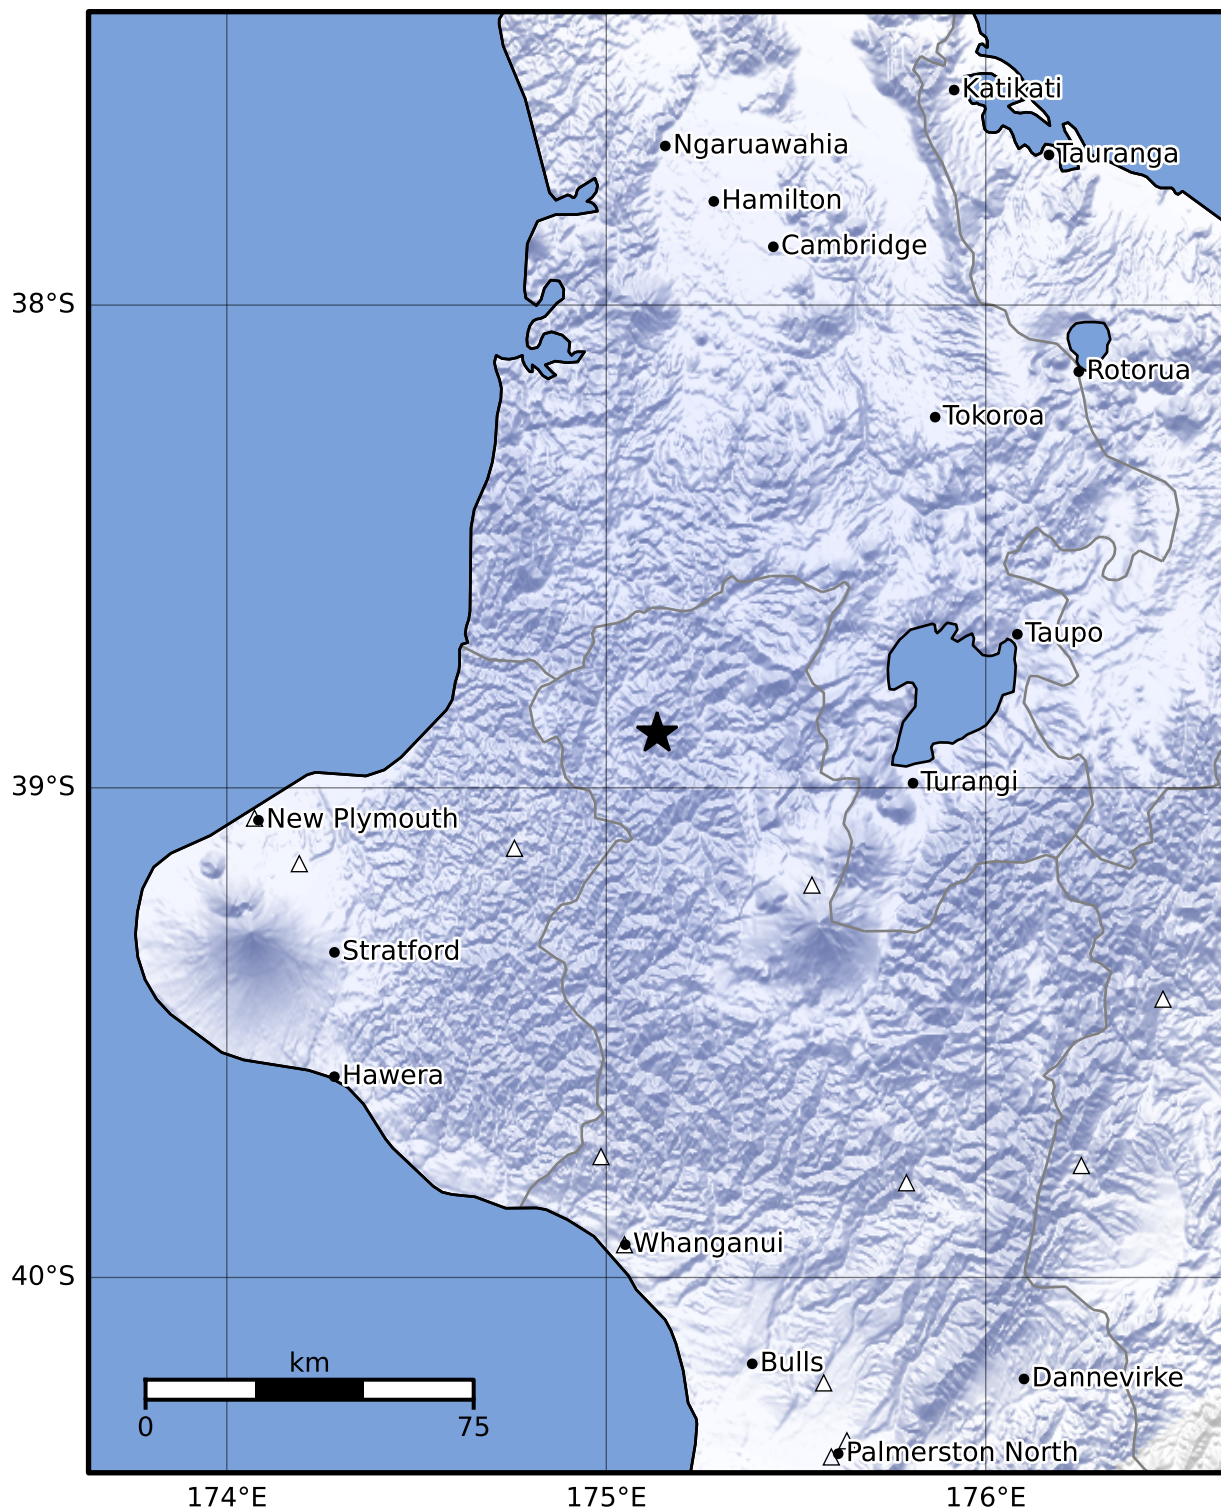 Katikati
Ngaruawahia
Tauranga
Hamilton
Cambridge
38°S
Rotorua
Tokoroa
Taupo
39°S
Turangi
New Plymouth
Stratford
Hawera
Whanganui
40°S
km
Bulls
Dannevirke
0 75
Palmerston North
174°E 175°E 176°E